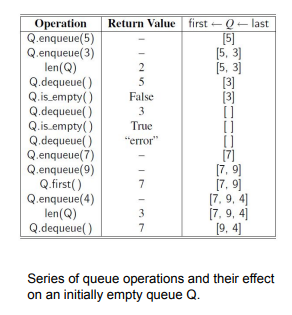 Operation Return Value first ← Q ← last
Q.enqueue(5) – [5]
Q.enqueue(3) – [5, 3]
len(Q) 2 [5, 3]
Q.dequeue( ) 5 [3]
Q.is_empty( ) False [3]
Q.dequeue( ) 3 [ ]
Q.is_empty( ) True [ ]
Q.dequeue( ) “error” [ ]
Q.enqueue(7) – [7]
Q.enqueue(9) – [7, 9]
Q.first( ) 7 [7, 9]
Q.enqueue(4) – [7, 9, 4]
len(Q) 3 [7, 9, 4]
Q.dequeue( ) 7 [9, 4]
Series of queue operations and their effect
on an initially empty queue Q.